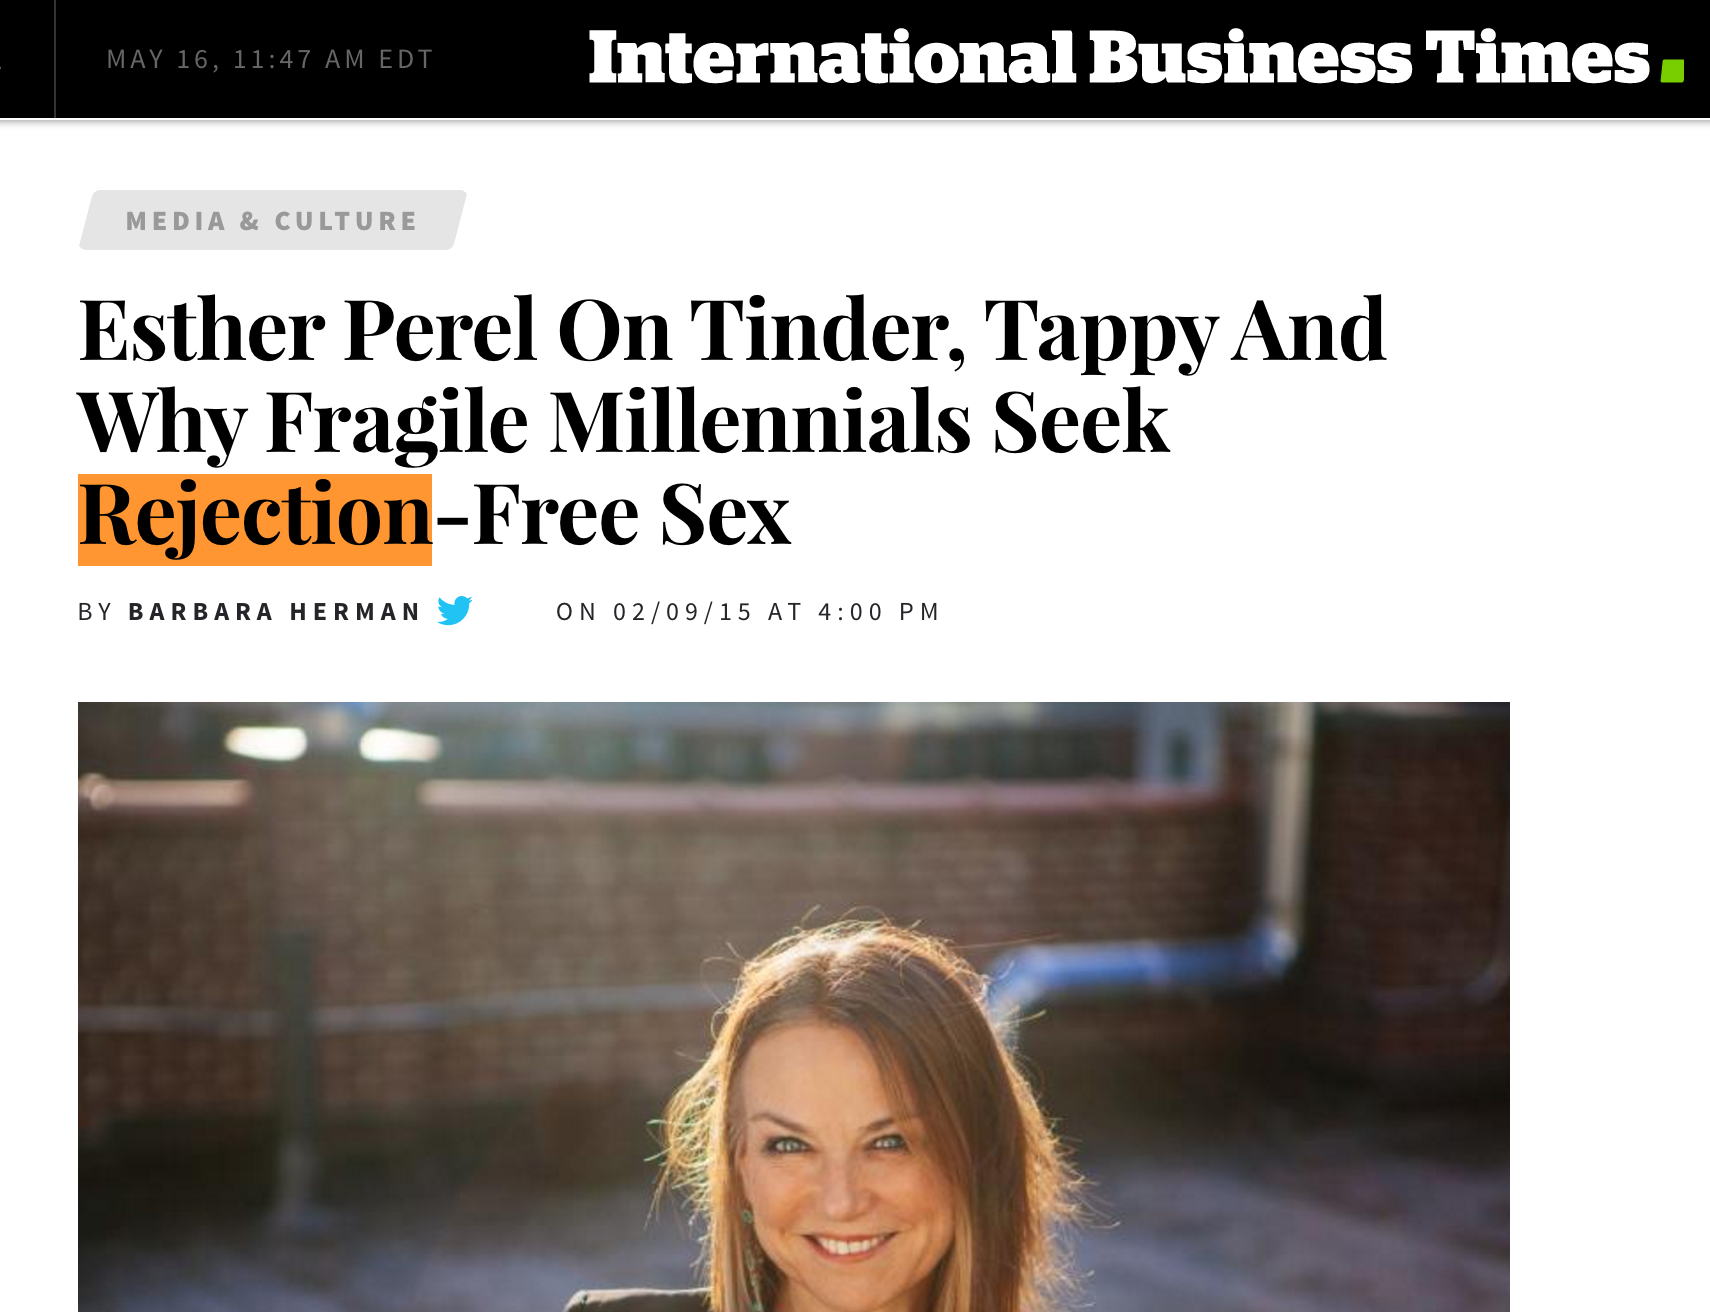 MAY 16, 11:47 AM EDT
International Business Times
MEDIA & CULTURE
Esther Perel On Tinder, Tappy And
Why Fragile Millennials Seek
Rejection-Free Sex
BY BARBARA HERMAN ON 02/09/15 AT 4:00 PM